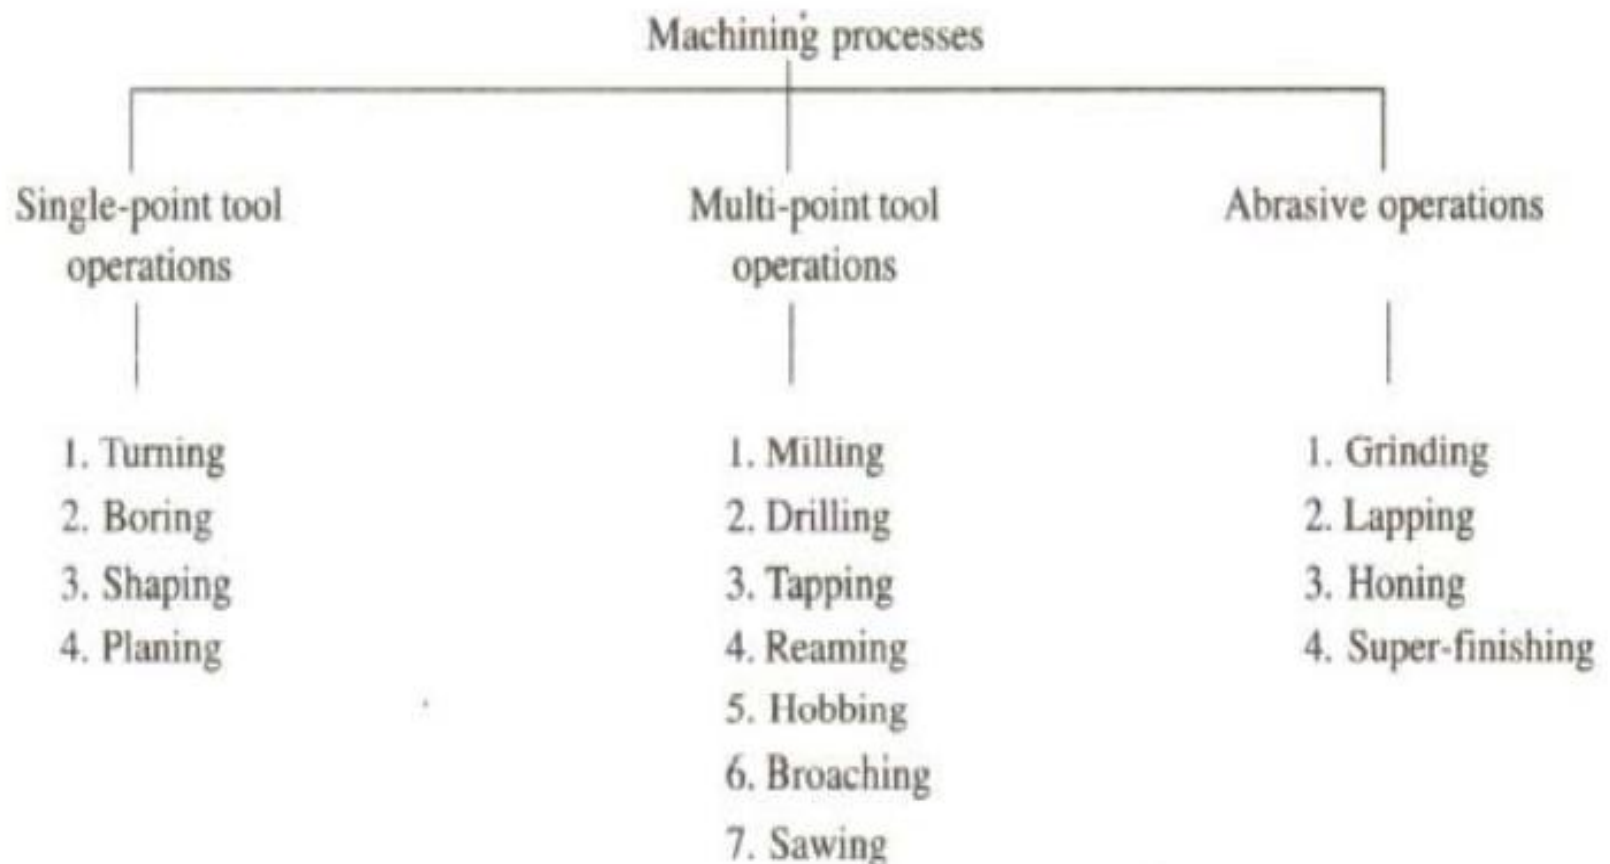 Machining processes
Single-point tool
operations
1. Turning
2. Boring
3. Shaping
4. Planing
Multi-point tool
operations
1. Milling
2. Drilling
3. Tapping
4. Reaming
5. Hobbing
6. Broaching
7. Sawing
Abrasive operations
1. Grinding
2. Lapping
3. Honing
4. Super-finishing